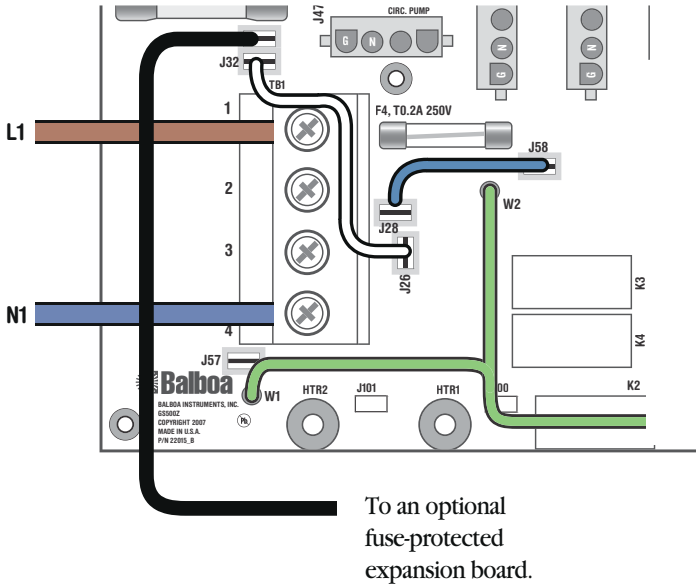 J47
CIRC. PUMP
G N
N
G
N
G
J32
TB1
1
F4, T0.2A 250V
L1
J58
2
W2
J28
3
J26
K3
N1
4
K4
J57
Balboa
W1
HTR2
J101
HTR1
00
K2
BALBOA INSTRUMENTS, INC.
GS500Z
COPYRIGHT 2007
MADE IN U.S.A.
P/N 22015_B
Pb
To an optional
fuse-protected
expansion board.